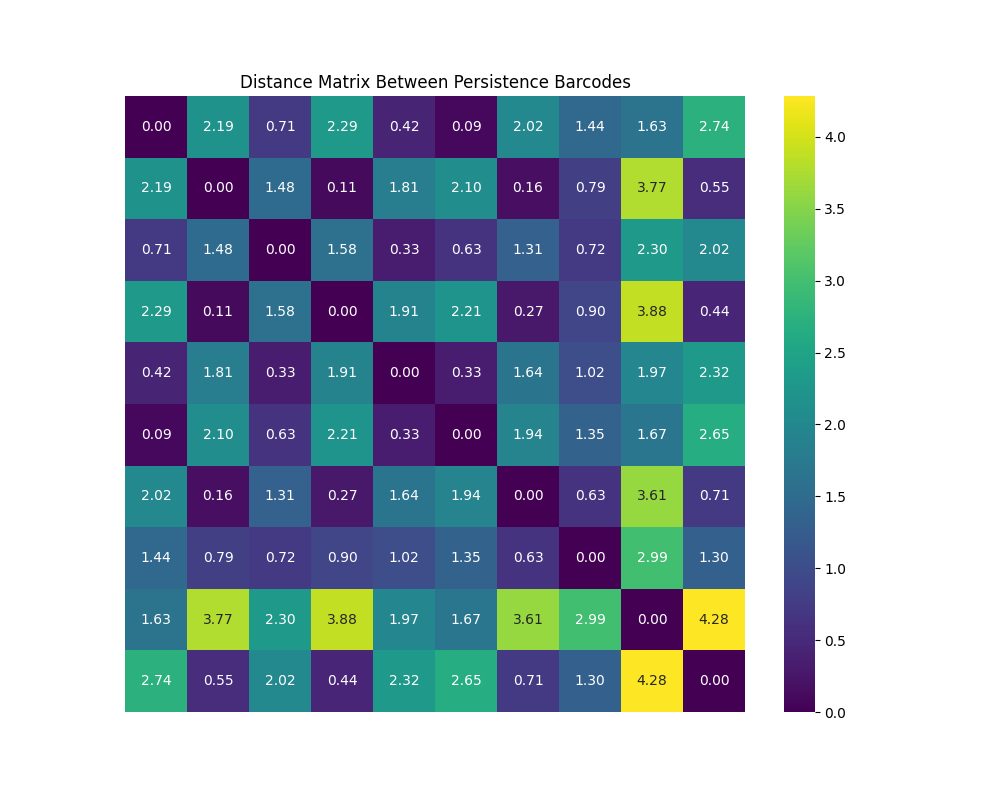 Distance Matrix Between Persistence Barcodes
0.00 2.19 0.71 2.29 0.42 0.09 2.02 1.44 1.63 2.74
2.19 0.00 1.48 0.11 1.81 2.10 0.16 0.79 3.77 0.55
0.71 1.48 0.00 1.58 0.33 0.63 1.31 0.72 2.30 2.02
2.29 0.11 1.58 0.00 1.91 2.21 0.27 0.90 3.88 0.44
0.42 1.81 0.33 1.91 0.00 0.33 1.64 1.02 1.97 2.32
0.09 2.10 0.63 2.21 0.33 0.00 1.94 1.35 1.67 2.65
2.02 0.16 1.31 0.27 1.64 1.94 0.00 0.63 3.61 0.71
1.44 0.79 0.72 0.90 1.02 1.35 0.63 0.00 2.99 1.30
1.63 3.77 2.30 3.88 1.97 1.67 3.61 2.99 0.00 4.28
2.74 0.55 2.02 0.44 2.32 2.65 0.71 1.30 4.28 0.00
4.0
3.5
3.0
2.5
2.0
1.5
1.0
0.5
0.0